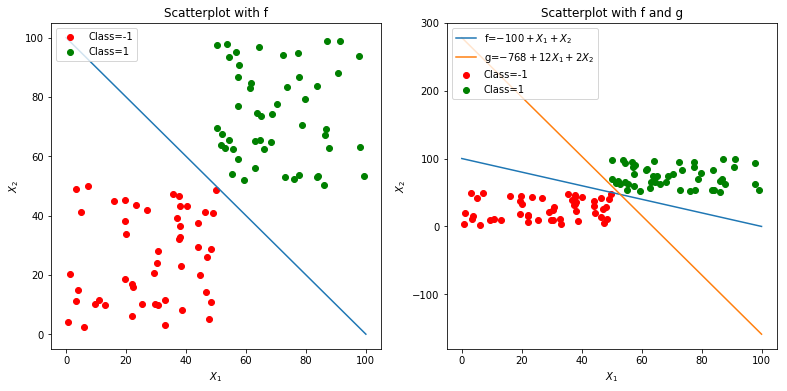 Scatterplot with f
Class=-1
Class=1
100
80
60
40
20
0
X₂
0 20 40 60 80 100
X₁
Scatterplot with f and g
f=−100 + X₁ + X₂
g=−768 + 12X₁ + 2X₂
Class=-1
Class=1
300
200
100
0
−100
X₂
0 20 40 60 80 100
X₁